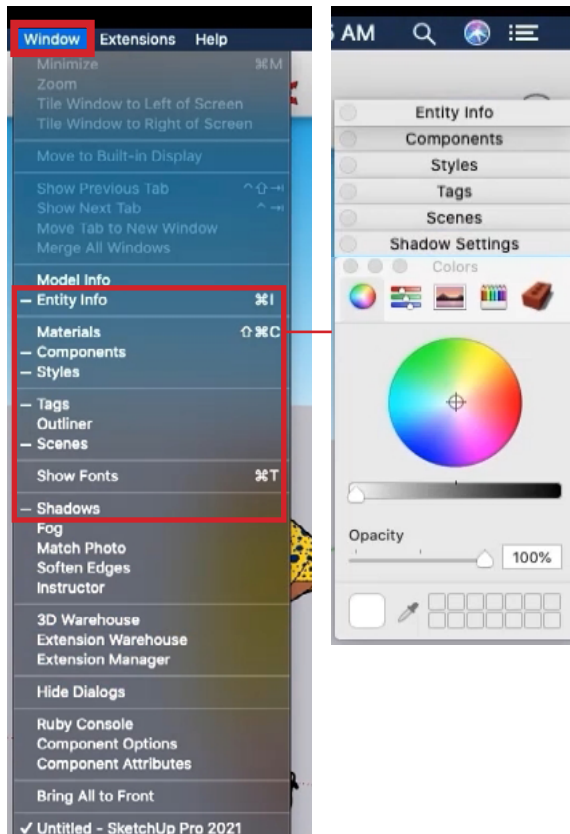 Window Extensions Help
Minimize ⌘M
Zoom
Tile Window to Left of Screen
Tile Window to Right of Screen
Move to Built-in Display
Show Previous Tab ^⇧⇥
Show Next Tab ^⇥
Move Tab to New Window
Merge All Windows
Model Info
– Entity Info ⌘I
Materials ⇧⌘C
– Components
– Styles
– Tags
Outliner
– Scenes
Show Fonts ⌘T
– Shadows
Fog
Match Photo
Soften Edges
Instructor
3D Warehouse
Extension Warehouse
Extension Manager
Hide Dialogs
Ruby Console
Component Options
Component Attributes
Bring All to Front
✓ Untitled - SketchUp Pro 2021
AM
Entity Info
Components
Styles
Tags
Scenes
Shadow Settings
Colors
Opacity
100%